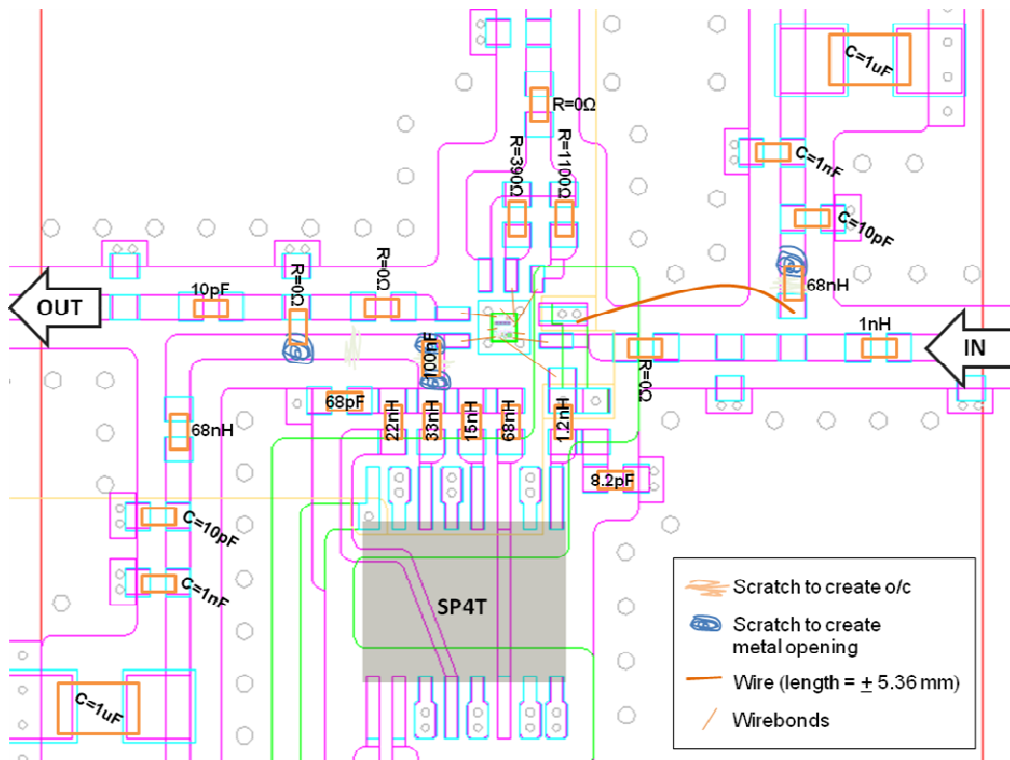 C=1uF
R=0Ω
C=1nF
R=390Ω
R=1100Ω
C=10pF
R=0Ω
R=0Ω
68nH
10pF
OUT
1nH
IN
100nF
R=0Ω
68pF
22nH
33nH
15nH
68nH
1.2nH
68nH
8.2pF
C=10pF
C=1nF
SP4T
C=1uF
Scratch to create o/c
Scratch to create
metal opening
Wire (length = ± 5.36 mm)
Wirebonds